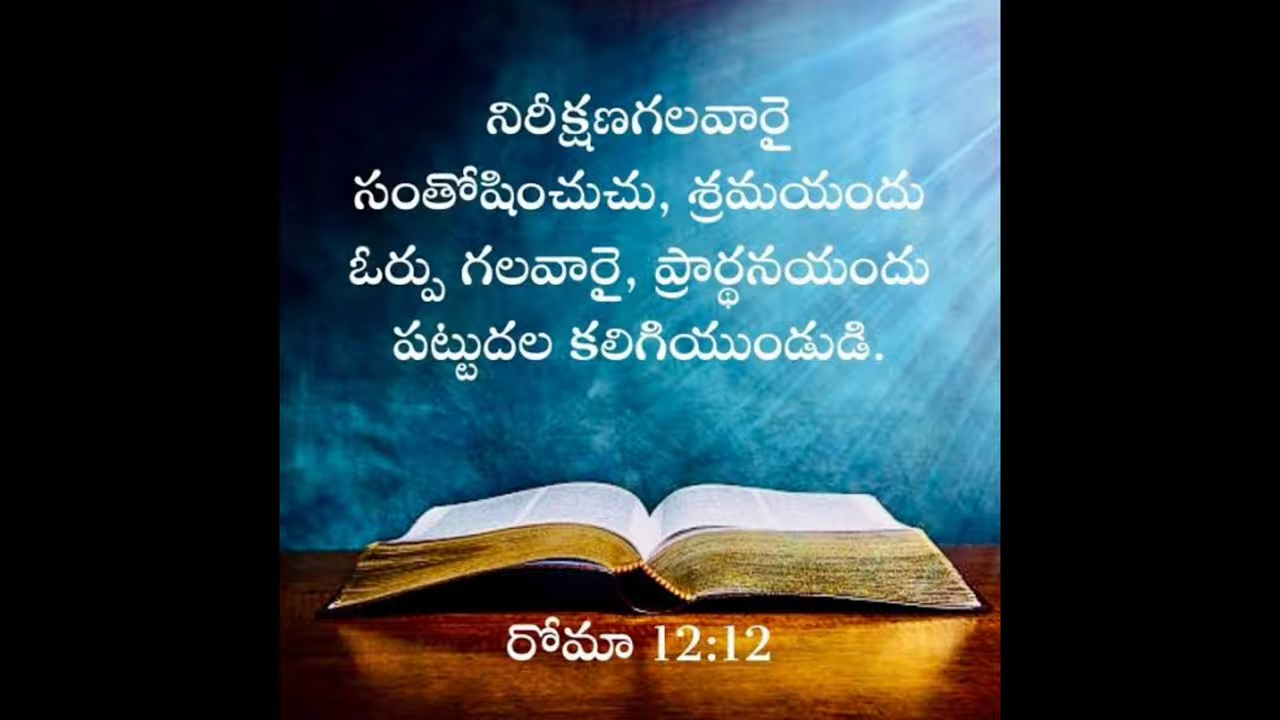 నిరీక్షణగలవారై
సంతోషించుచు, శ్రమయందు
ఓర్పు గలవారై, ప్రార్థనయందు
పట్టుదల కలిగియుండుడి.
రోమా 12:12